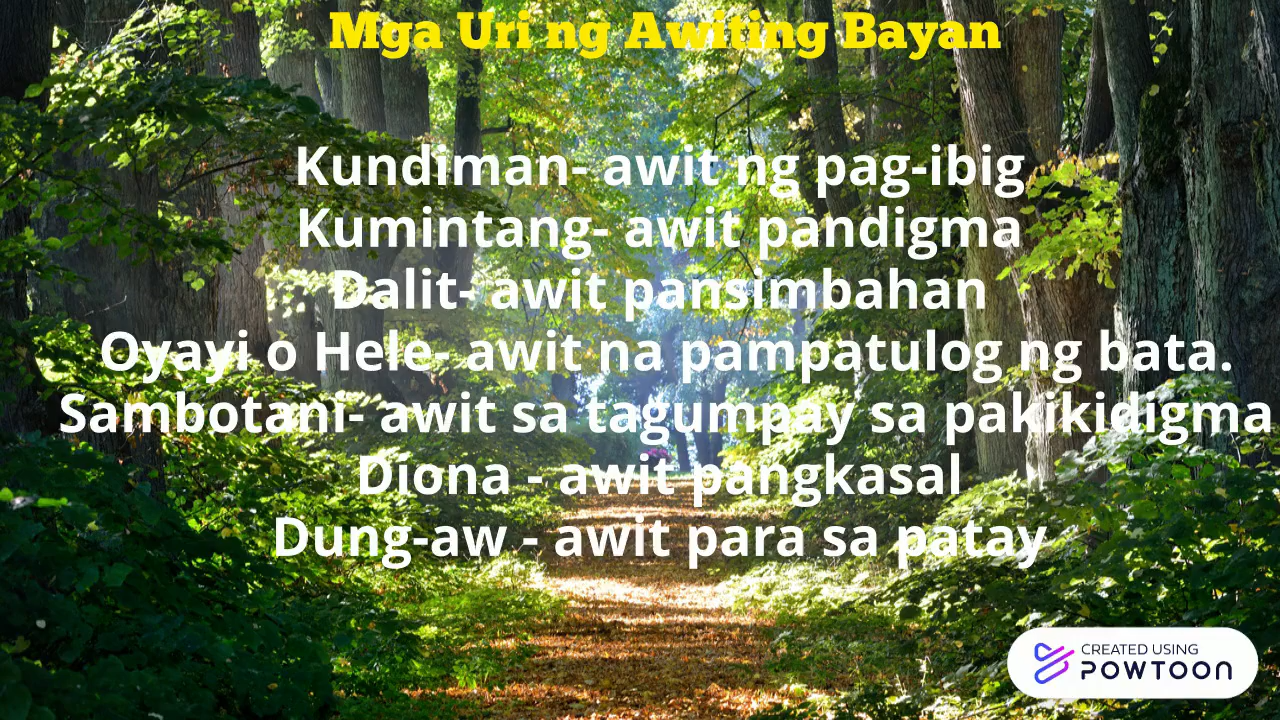 Mga Uri ng Awiting Bayan
Kundiman- awit ng pag-ibig
Kumintang- awit pandigma
Dalit- awit pansimbahan
Oyayi o Hele- awit na pampatulog ng bata.
Sambotani- awit sa tagumpay sa pakikidigma
Diona - awit pangkasal
Dung-aw - awit para sa patay
CREATED USING
POWTOON